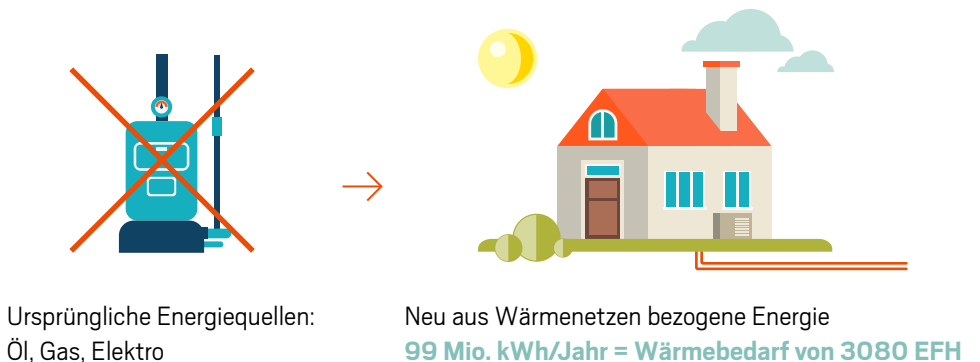 Ursprüngliche Energiequellen:
Öl, Gas, Elektro
Neu aus Wärmenetzen bezogene Energie
99 Mio. kWh/Jahr = Wärmebedarf von 3080 EFH